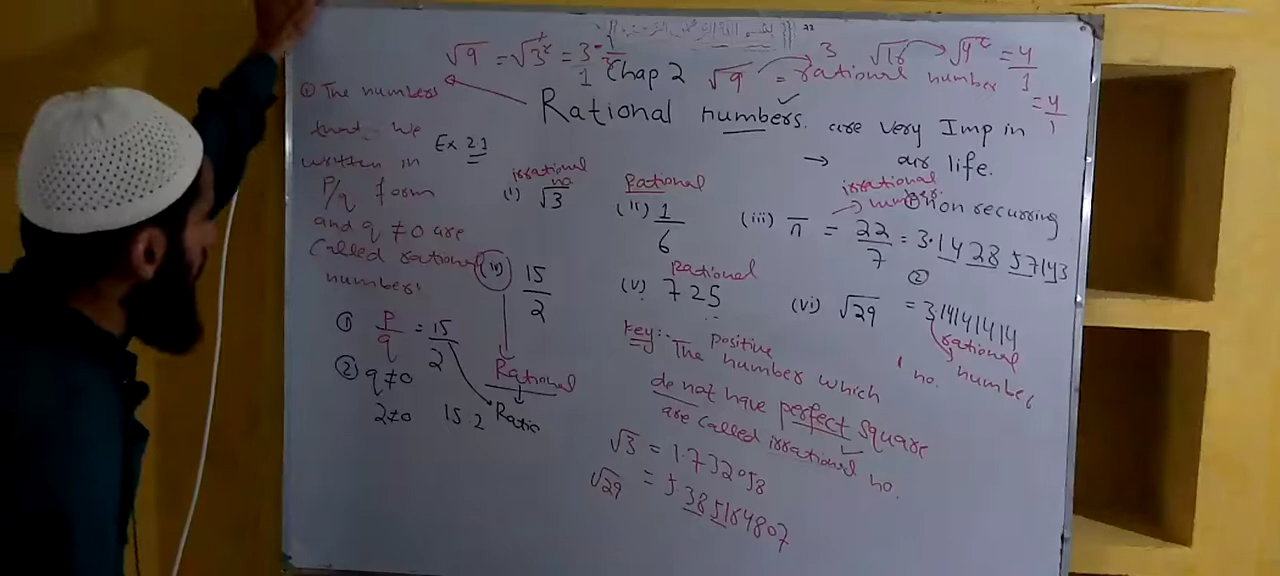 √9 = √3² = 3/1
Chap 2
√9 = 3
rational number
√16 √4² = 4/1
= 4/1
Rational numbers are very Imp in
→ our life.
① The numbers
that we
written in
P/q form
and q ≠ 0 are
called rational
numbers.
Ex 2.1
irrational no
(i) √3
Rational
(ii) 1/6
irrational
number.
(iii) π = 22/7 = 3.142857143
① non recurring
(iv) 15/2
Rational
(v) 725
(vi) √29
②
= 3.14141414
rational number
no.
① P/q = 15/2
② q ≠ 0
2 ≠ 0
15.2
Ratio
Rational
Key:- positive
The number which
do not have perfect square
are called irrational no.
√3 = 1.732058
√29 = 5.385164807